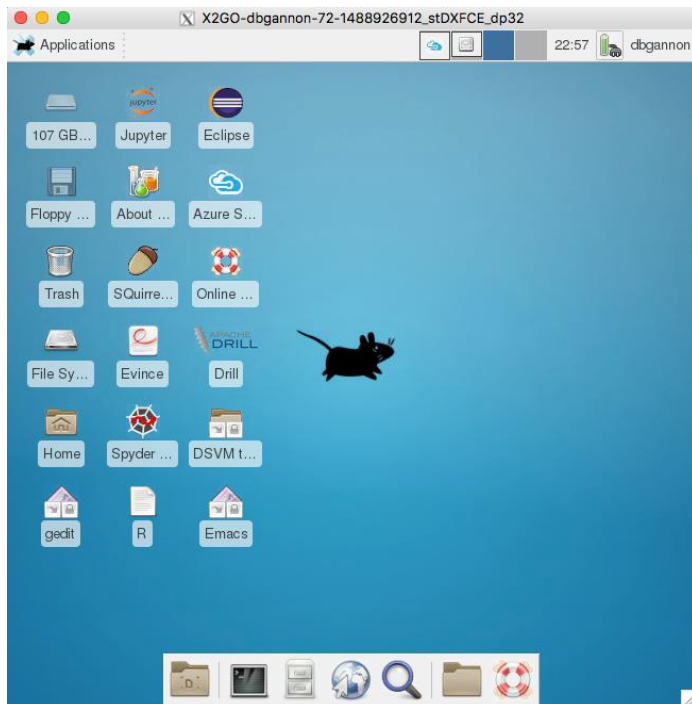 X2GO-dbgannon-72-1488926912_stDXFCE_dp32
Applications 22:57 dbgannon
107 GB... Jupyter Eclipse
Floppy ... About ... Azure S...
Trash SQuirre... Online ...
APACHE DRILL
File Sy... Evince Drill
Home Spyder ... DSVM t...
gedit R Emacs